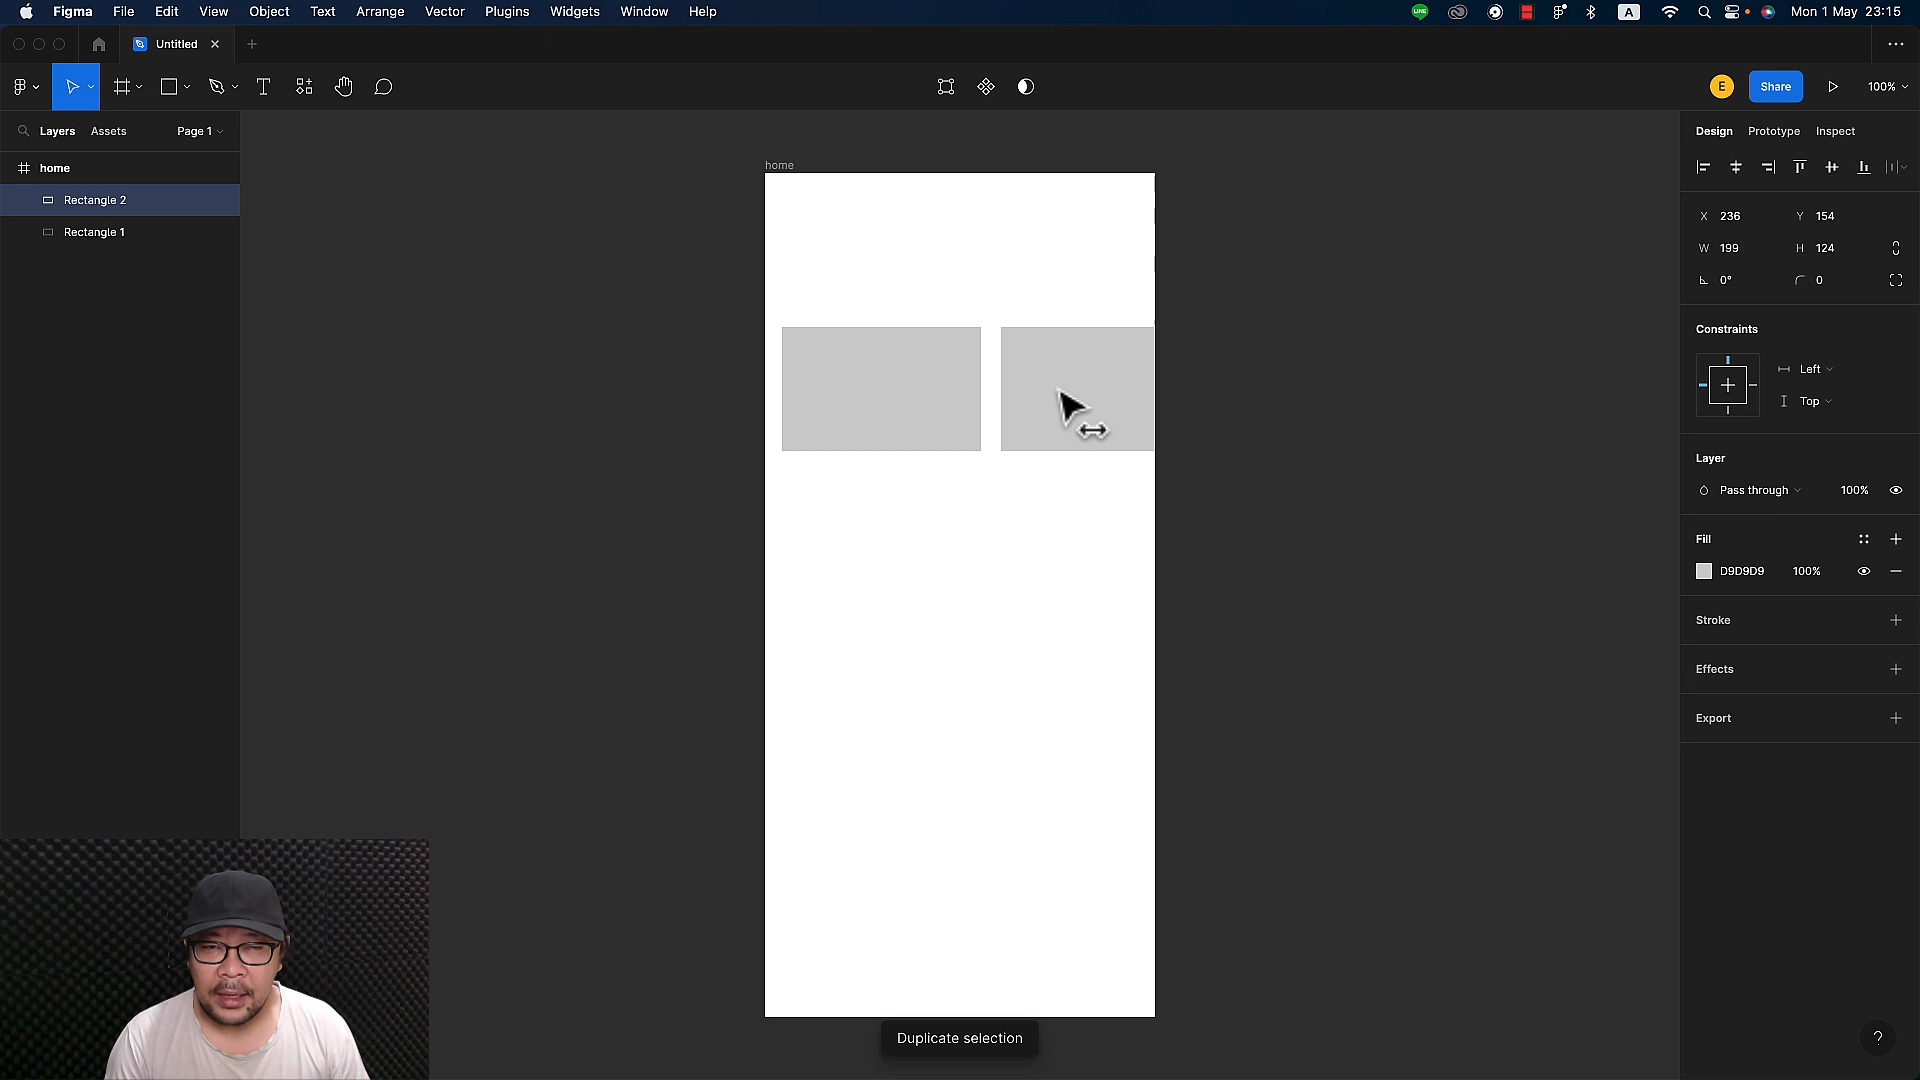 Figma File Edit View Object Text Arrange Vector Plugins Widgets Window Help
LINE A Mon 1 May 23:15
Untitled
E Share 100%
Layers Assets Page 1
Design Prototype Inspect
home
Rectangle 2
Rectangle 1
home
X 236 Y 154
W 199 H 124
0° 0
Constraints
Left
Top
Layer
Pass through 100%
Fill
D9D9D9 100%
Stroke
Effects
Export
Duplicate selection
?